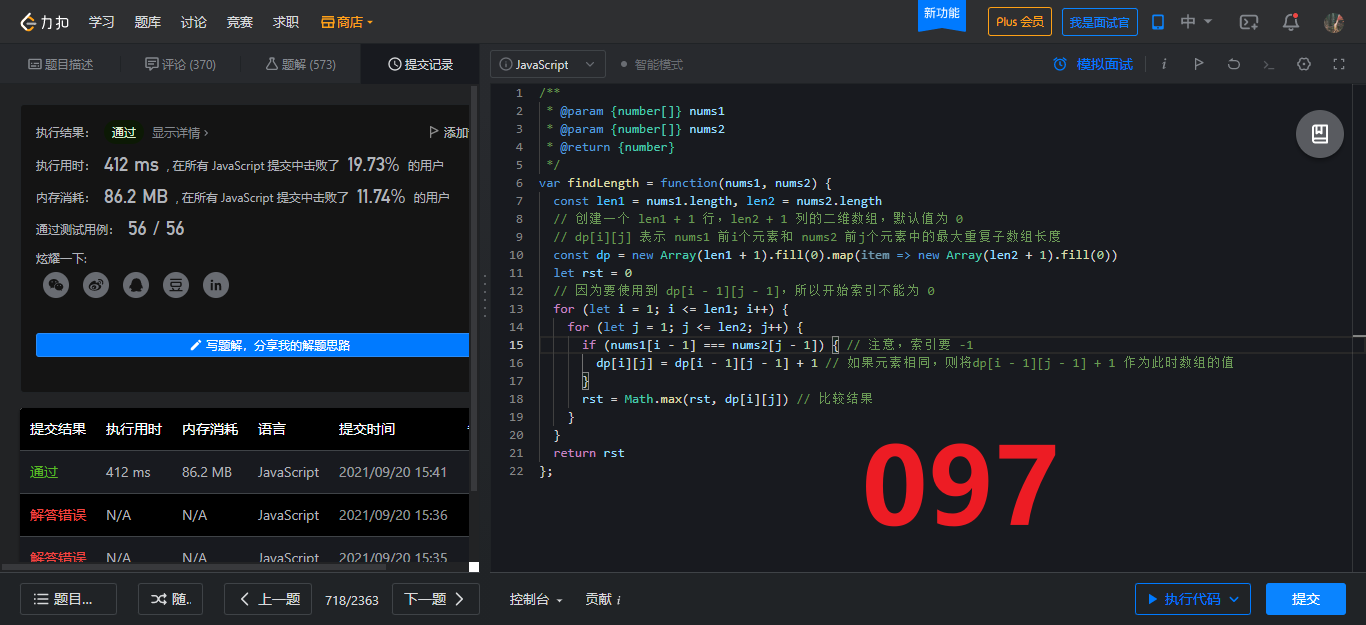 力扣 学习 题库 讨论 竞赛 求职 商店 新功能 Plus 会员 我是面试官 中
题目描述 评论 (370) 题解 (573) 提交记录 JavaScript 智能模式 模拟面试 i
执行结果： 通过 显示详情 › 添加
执行用时： 412 ms , 在所有 JavaScript 提交中击败了 19.73% 的用户
内存消耗： 86.2 MB , 在所有 JavaScript 提交中击败了 11.74% 的用户
通过测试用例： 56 / 56
炫耀一下:
豆 in
写题解，分享我的解题思路
提交结果 执行用时 内存消耗 语言 提交时间
通过 412 ms 86.2 MB JavaScript 2021/09/20 15:41
解答错误 N/A N/A JavaScript 2021/09/20 15:36
解答错误 N/A N/A JavaScript 2021/09/20 15:35
1 /**
2  * @param {number[]} nums1
3  * @param {number[]} nums2
4  * @return {number}
5  */
6 var findLength = function(nums1, nums2) {
7   const len1 = nums1.length, len2 = nums2.length
8   // 创建一个 len1 + 1 行，len2 + 1 列的二维数组，默认值为 0
9   // dp[i][j] 表示 nums1 前i个元素和 nums2 前j个元素中的最大重复子数组长度
10   const dp = new Array(len1 + 1).fill(0).map(item => new Array(len2 + 1).fill(0))
11   let rst = 0
12   // 因为要使用到 dp[i - 1][j - 1]，所以开始索引不能为 0
13   for (let i = 1; i <= len1; i++) {
14     for (let j = 1; j <= len2; j++) {
15       if (nums1[i - 1] === nums2[j - 1]) { // 注意，索引要 -1
16         dp[i][j] = dp[i - 1][j - 1] + 1 // 如果元素相同，则将dp[i - 1][j - 1] + 1 作为此时数组的值
17       }
18       rst = Math.max(rst, dp[i][j]) // 比较结果
19     }
20   }
21   return rst
22 };
097
题目... 随.. 上一题 718/2363 下一题 控制台 贡献 i 执行代码 提交